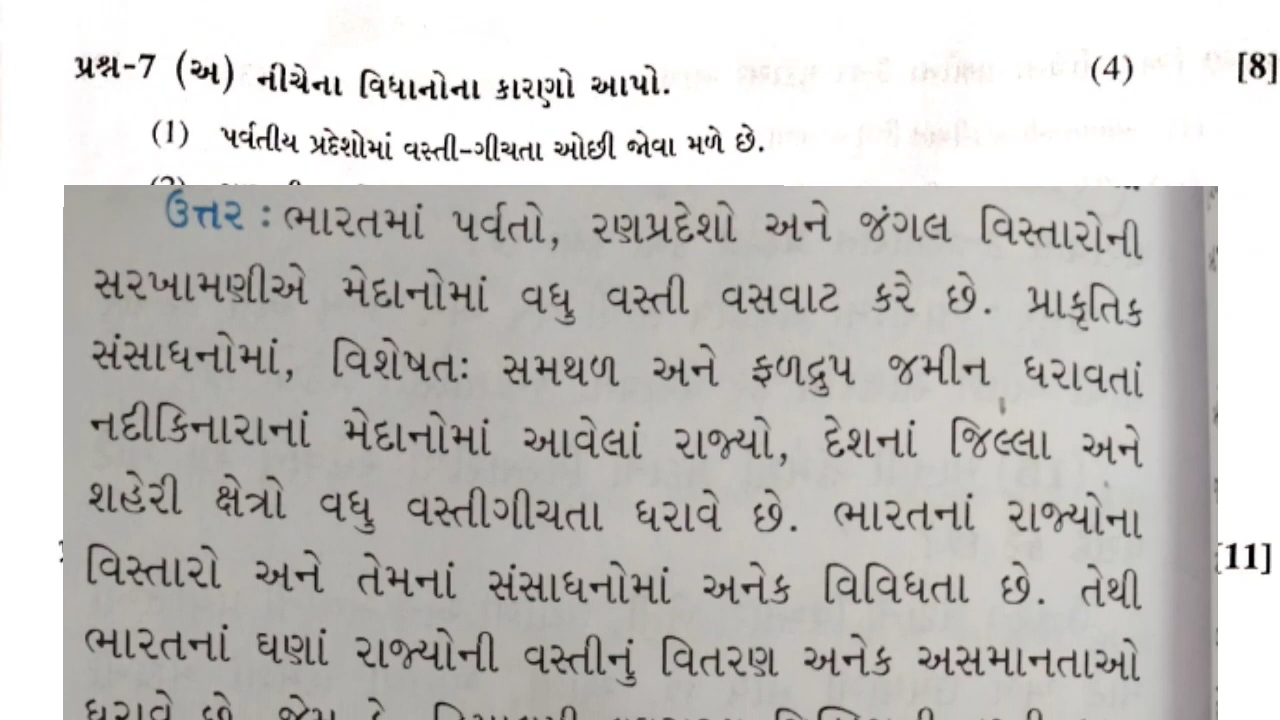 પ્રશ્ન-7 (અ) નીચેના વિધાનોના કારણો આપો. (4) [8]
(1) પર્વતીય પ્રદેશોમાં વસ્તી-ગીચતા ઓછી જોવા મળે છે.
ઉત્તર : ભારતમાં પર્વતો, રણપ્રદેશો અને જંગલ વિસ્તારોની
સરખામણીએ મેદાનોમાં વધુ વસ્તી વસવાટ કરે છે. પ્રાકૃતિક
સંસાધનોમાં, વિશેષતઃ સમથળ અને ફળદ્રુપ જમીન ધરાવતાં
નદીકિનારાનાં મેદાનોમાં આવેલાં રાજ્યો, દેશનાં જિલ્લા અને
શહેરી ક્ષેત્રો વધુ વસ્તીગીચતા ધરાવે છે. ભારતનાં રાજ્યોના
[11]
વિસ્તારો અને તેમનાં સંસાધનોમાં અનેક વિવિધતા છે. તેથી
ભારતનાં ઘણાં રાજ્યોની વસ્તીનું વિતરણ અનેક અસમાનતાઓ
ધરાવે છે. જેમ કે,